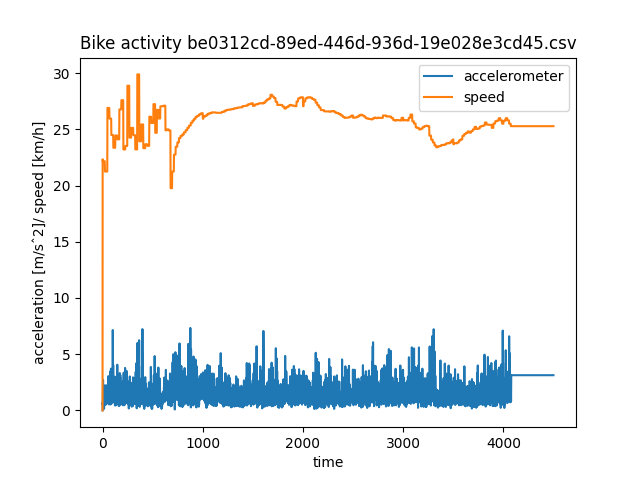 Bike activity be0312cd-89ed-446d-936d-19e028e3cd45.csv
accelerometer
speed
acceleration [m/s^2]/ speed [km/h]
30
25
20
15
10
5
0
0 1000 2000 3000 4000
time